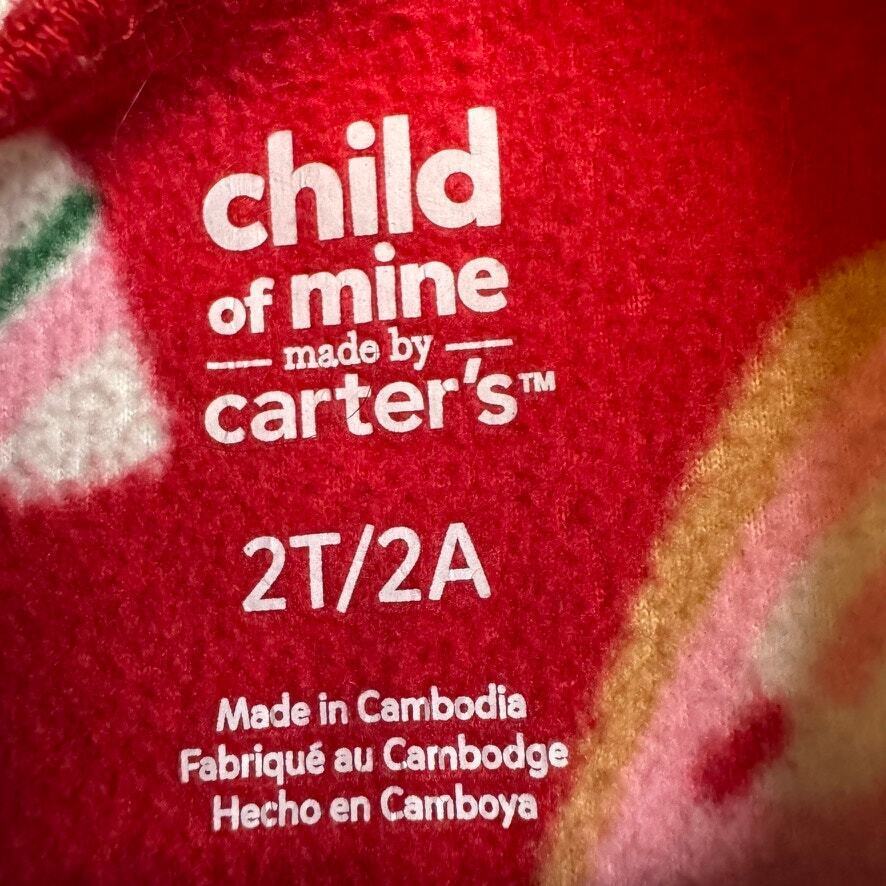 child
of mine
made by
carter's™
2T/2A
Made in Cambodia
Fabriqué au Cambodge
Hecho en Camboya